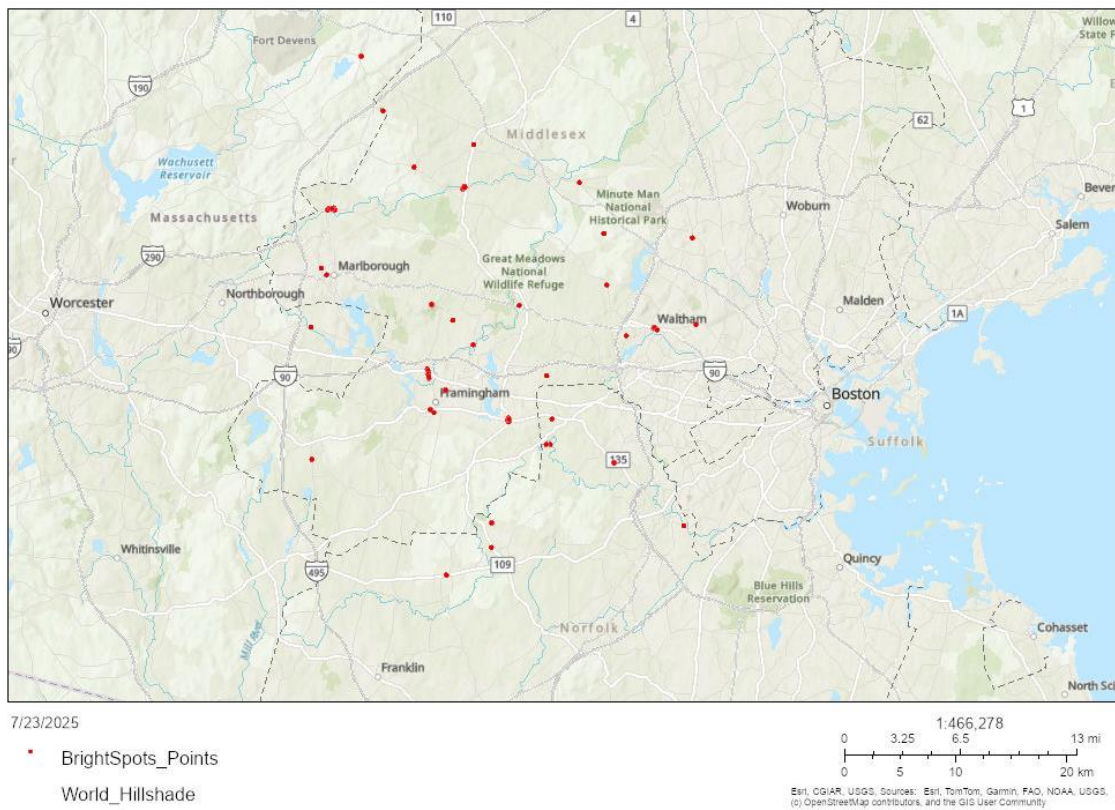 110
4
Willow
State F
Fort Devens
190
1
62
Middlesex
Wachusett
Reservoir
Bever
Minute Man
National
Historical Park
Woburn
Massachusetts
Salem
290
Great Meadows
National
Wildlife Refuge
Marlborough
Northborough
Malden
Worcester
1A
Waltham
90
90
90
Framingham
Boston
Suffolk
135
Whitinsville
Quincy
495
109
Blue Hills
Reservation
Mill River
Norfolk
Cohasset
Franklin
North Sci
7/23/2025
1:466,278
0 3.25 6.5 13 mi
0 5 10 20 km
BrightSpots_Points
World_Hillshade
Esri, CGIAR, USGS, Sources: Esri, TomTom, Garmin, FAO, NOAA, USGS,
(c) OpenStreetMap contributors, and the GIS User Community